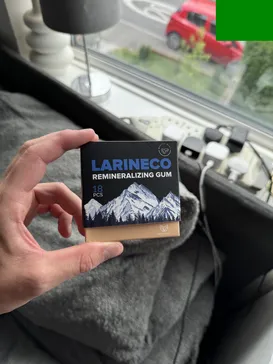 LARINECO
REMINERALIZING GUM
18
PCS